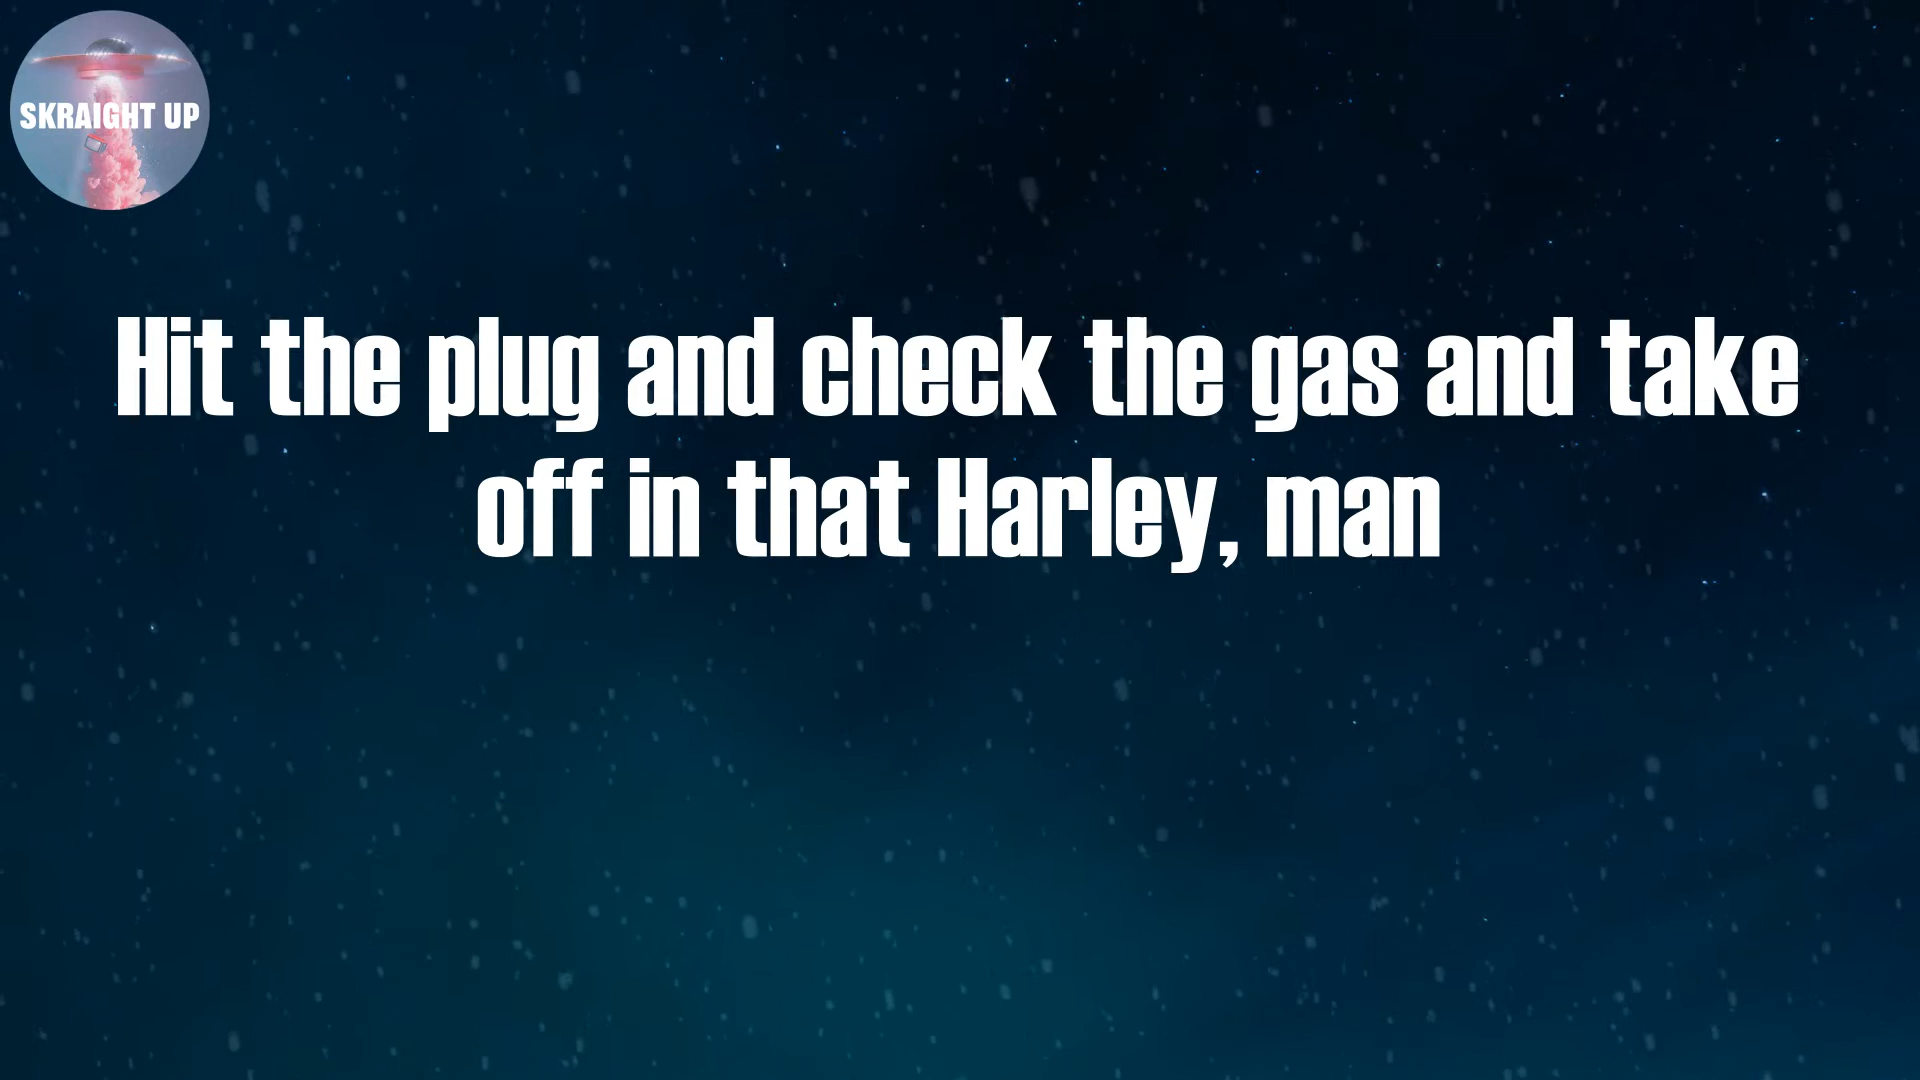 SKRAIGHT UP
Hit the plug and check the gas and take
off in that Harley, man